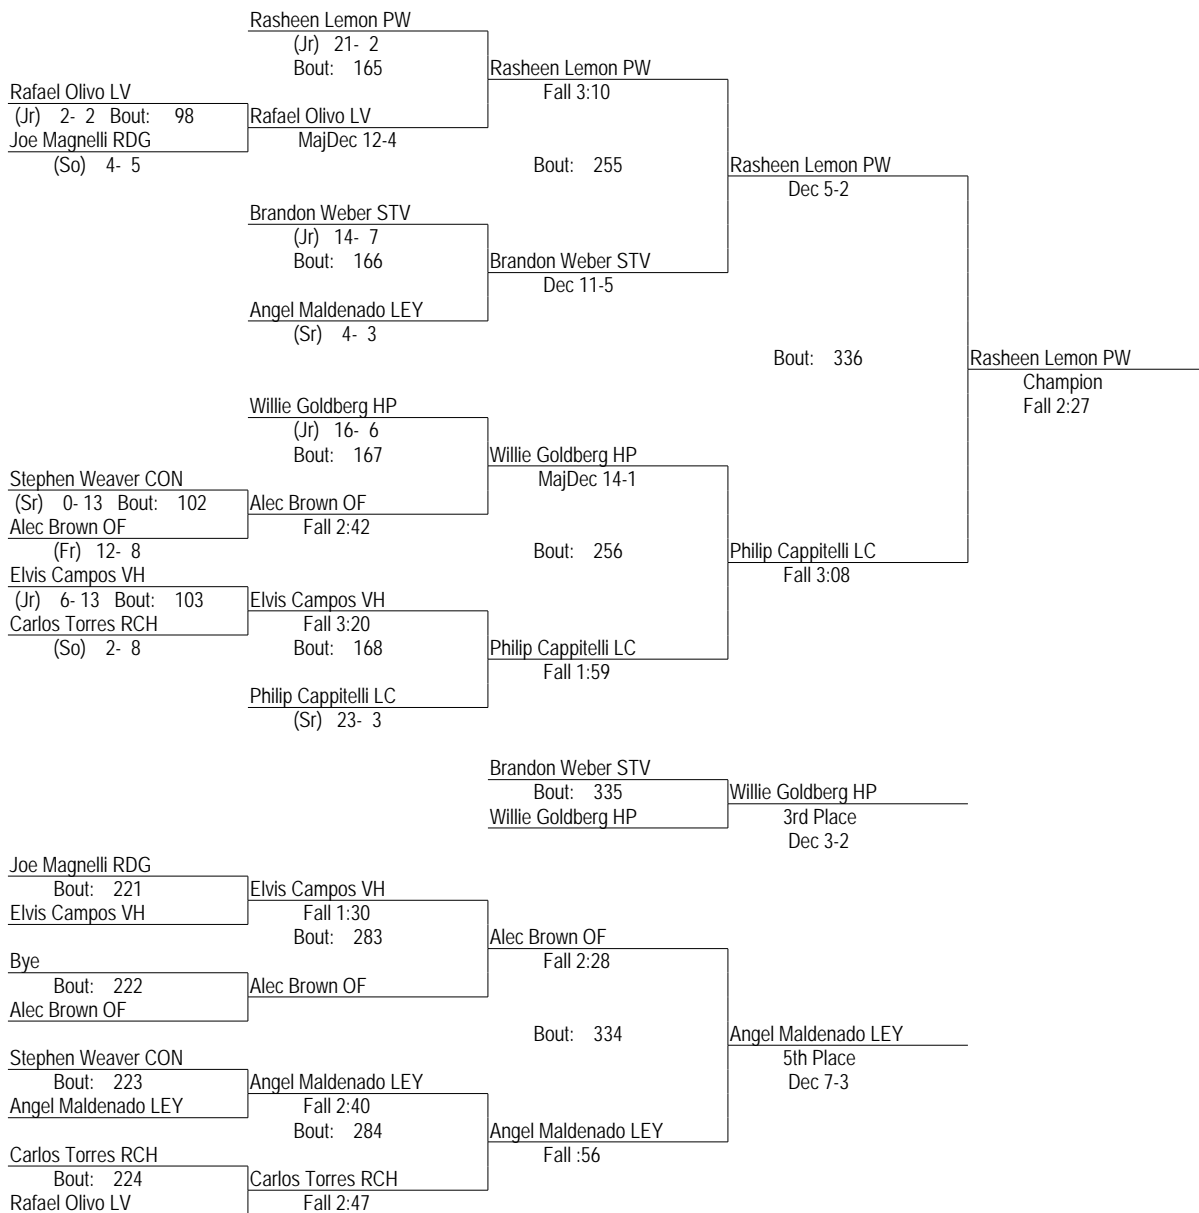 Rasheen Lemon PW
(Jr) 21- 2
Bout: 165
Rasheen Lemon PW
Fall 3:10
Rafael Olivo LV
(Jr) 2- 2 Bout: 98
Rafael Olivo LV
Joe Magnelli RDG
MajDec 12-4
(So) 4- 5
Bout: 255
Rasheen Lemon PW
Dec 5-2
Brandon Weber STV
(Jr) 14- 7
Bout: 166
Brandon Weber STV
Dec 11-5
Angel Maldenado LEY
(Sr) 4- 3
Bout: 336
Rasheen Lemon PW
Champion
Fall 2:27
Willie Goldberg HP
(Jr) 16- 6
Bout: 167
Willie Goldberg HP
MajDec 14-1
Stephen Weaver CON
(Sr) 0- 13 Bout: 102
Alec Brown OF
Alec Brown OF
Fall 2:42
(Fr) 12- 8
Bout: 256
Philip Cappitelli LC
Fall 3:08
Elvis Campos VH
(Jr) 6- 13 Bout: 103
Elvis Campos VH
Carlos Torres RCH
Fall 3:20
(So) 2- 8
Bout: 168
Philip Cappitelli LC
Fall 1:59
Philip Cappitelli LC
(Sr) 23- 3
Brandon Weber STV
Bout: 335
Willie Goldberg HP
Willie Goldberg HP
3rd Place
Dec 3-2
Joe Magnelli RDG
Bout: 221
Elvis Campos VH
Elvis Campos VH
Fall 1:30
Bout: 283
Alec Brown OF
Fall 2:28
Bye
Bout: 222
Alec Brown OF
Alec Brown OF
Bout: 334
Angel Maldenado LEY
5th Place
Dec 7-3
Stephen Weaver CON
Bout: 223
Angel Maldenado LEY
Angel Maldenado LEY
Fall 2:40
Bout: 284
Angel Maldenado LEY
Fall :56
Carlos Torres RCH
Bout: 224
Carlos Torres RCH
Rafael Olivo LV
Fall 2:47